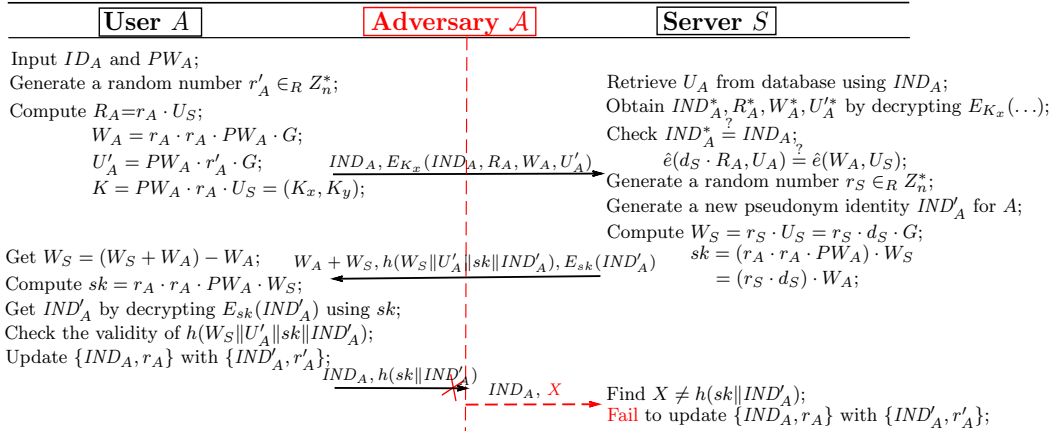 User A
Adversary 𝒜
Server S
Input ID_A and PW_A;
Generate a random number r'_A ∈_R Z*_n;
Compute R_A=r_A · U_S;
W_A = r_A · r_A · PW_A · G;
U'_A = PW_A · r'_A · G;
K = PW_A · r_A · U_S = (K_x, K_y);
IND_A, E_{K_x}(IND_A, R_A, W_A, U'_A)
Retrieve U_A from database using IND_A;
Obtain IND*_A, R*_A, W*_A, U'*_A by decrypting E_{K_x}(...);
Check IND*_A ≟ IND_A;
ê(d_S · R_A, U_A) ≟ ê(W_A, U_S);
Generate a random number r_S ∈_R Z*_n;
Generate a new pseudonym identity IND'_A for A;
Compute W_S = r_S · U_S = r_S · d_S · G;
sk = (r_A · r_A · PW_A) · W_S
= (r_S · d_S) · W_A;
W_A + W_S, h(W_S‖U'_A‖sk‖IND'_A), E_{sk}(IND'_A)
Get W_S = (W_S + W_A) − W_A;
Compute sk = r_A · r_A · PW_A · W_S;
Get IND'_A by decrypting E_{sk}(IND'_A) using sk;
Check the validity of h(W_S‖U'_A‖sk‖IND'_A);
Update {IND_A, r_A} with {IND'_A, r'_A};
IND_A, h(sk‖IND'_A)
IND_A, X
Find X ≠ h(sk‖IND'_A);
Fail to update {IND_A, r_A} with {IND'_A, r'_A};